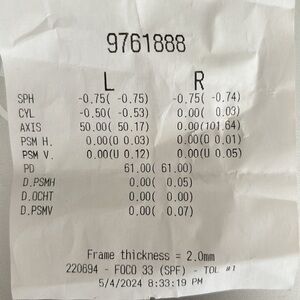 9761888
L R
SPH -0.75( -0.75) -0.75( -0.74)
CYL -0.50( -0.53) 0.00( 0.03)
AXIS 50.00( 50.17) 0.00(101.64)
PSM H. 0.00(O 0.03) 0.00(O 0.01)
PSM V. 0.00(U 0.12) 0.00(U 0.05)
PD 61.00( 61.00)
D.PSMH 0.00( 0.05)
D.OCHT 0.00( 0.00)
D.PSMV 0.00( 0.07)
Frame thickness = 2.0mm
220694 - FOCO 33 (SPF) - TOL #1
5/4/2024 8:33:19 PM